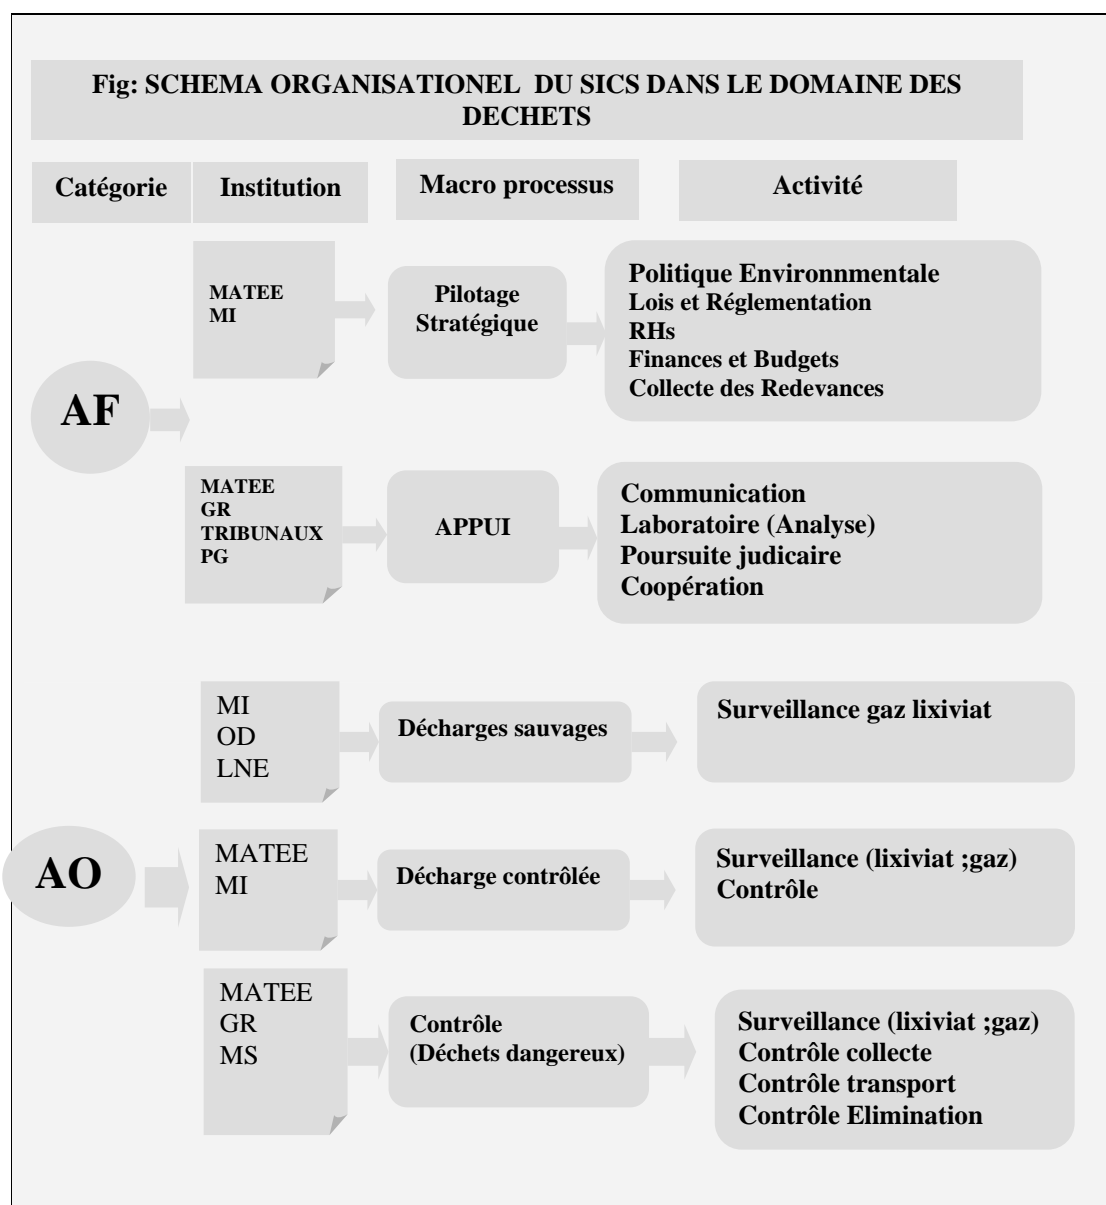 Fig: SCHEMA ORGANISATIONEL DU SICS DANS LE DOMAINE DES
DECHETS
Catégorie
Institution
Macro processus
Activité
AF
MATEE
MI
Pilotage
Stratégique
Politique Environnmentale
Lois et Réglementation
RHs
Finances et Budgets
Collecte des Redevances
MATEE
GR
TRIBUNAUX
PG
APPUI
Communication
Laboratoire (Analyse)
Poursuite judicaire
Coopération
AO
MI
OD
LNE
Décharges sauvages
Surveillance gaz lixiviat
MATEE
MI
Décharge contrôlée
Surveillance (lixiviat ;gaz)
Contrôle
MATEE
GR
MS
Contrôle
(Déchets dangereux)
Surveillance (lixiviat ;gaz)
Contrôle collecte
Contrôle transport
Contrôle Elimination